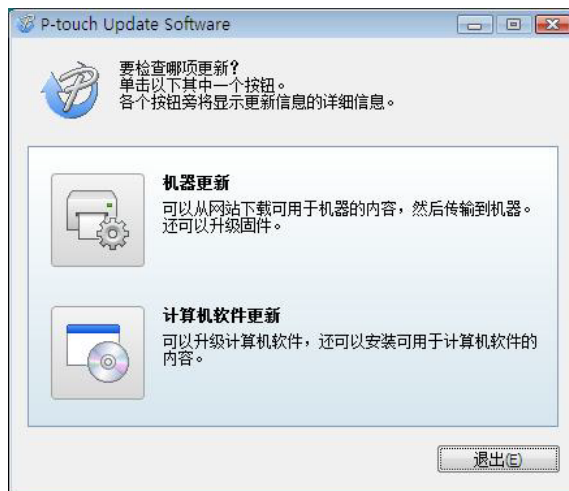 P-touch Update Software
要检查哪项更新?
单击以下其中一个按钮。
各个按钮旁将显示更新信息的详细信息。
机器更新
可以从网站下载可用于机器的内容，然后传输到机器。
还可以升级固件。
计算机软件更新
可以升级计算机软件，还可以安装可用于计算机软件的
内容。
退出(E)